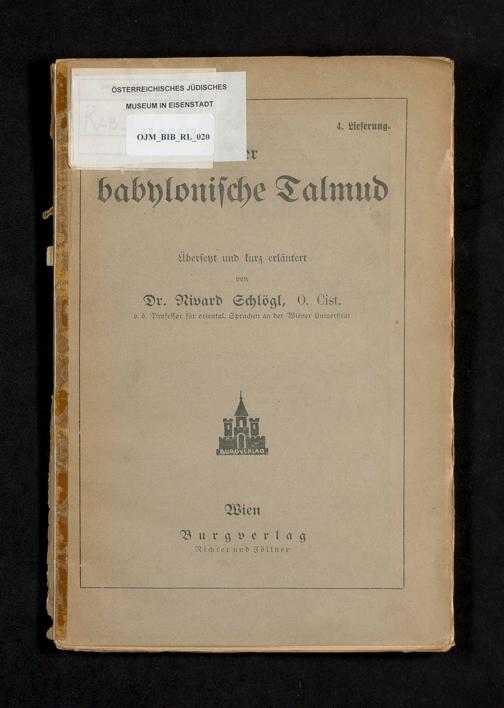 ÖSTERREICHISCHES JÜDISCHES
MUSEUM IN EISENSTADT
OJM_BIB_RL_020
4. Lieferung.
er
babylonische Talmud
Übersetzt und kurz erläutert
von
Dr. Nivard Schlögl, O. Cist.
o. ö. Professor für oriental. Sprachen an der Wiener Universität
BURGVERLAG
Wien
Burgverlag
Richter und Zöllner